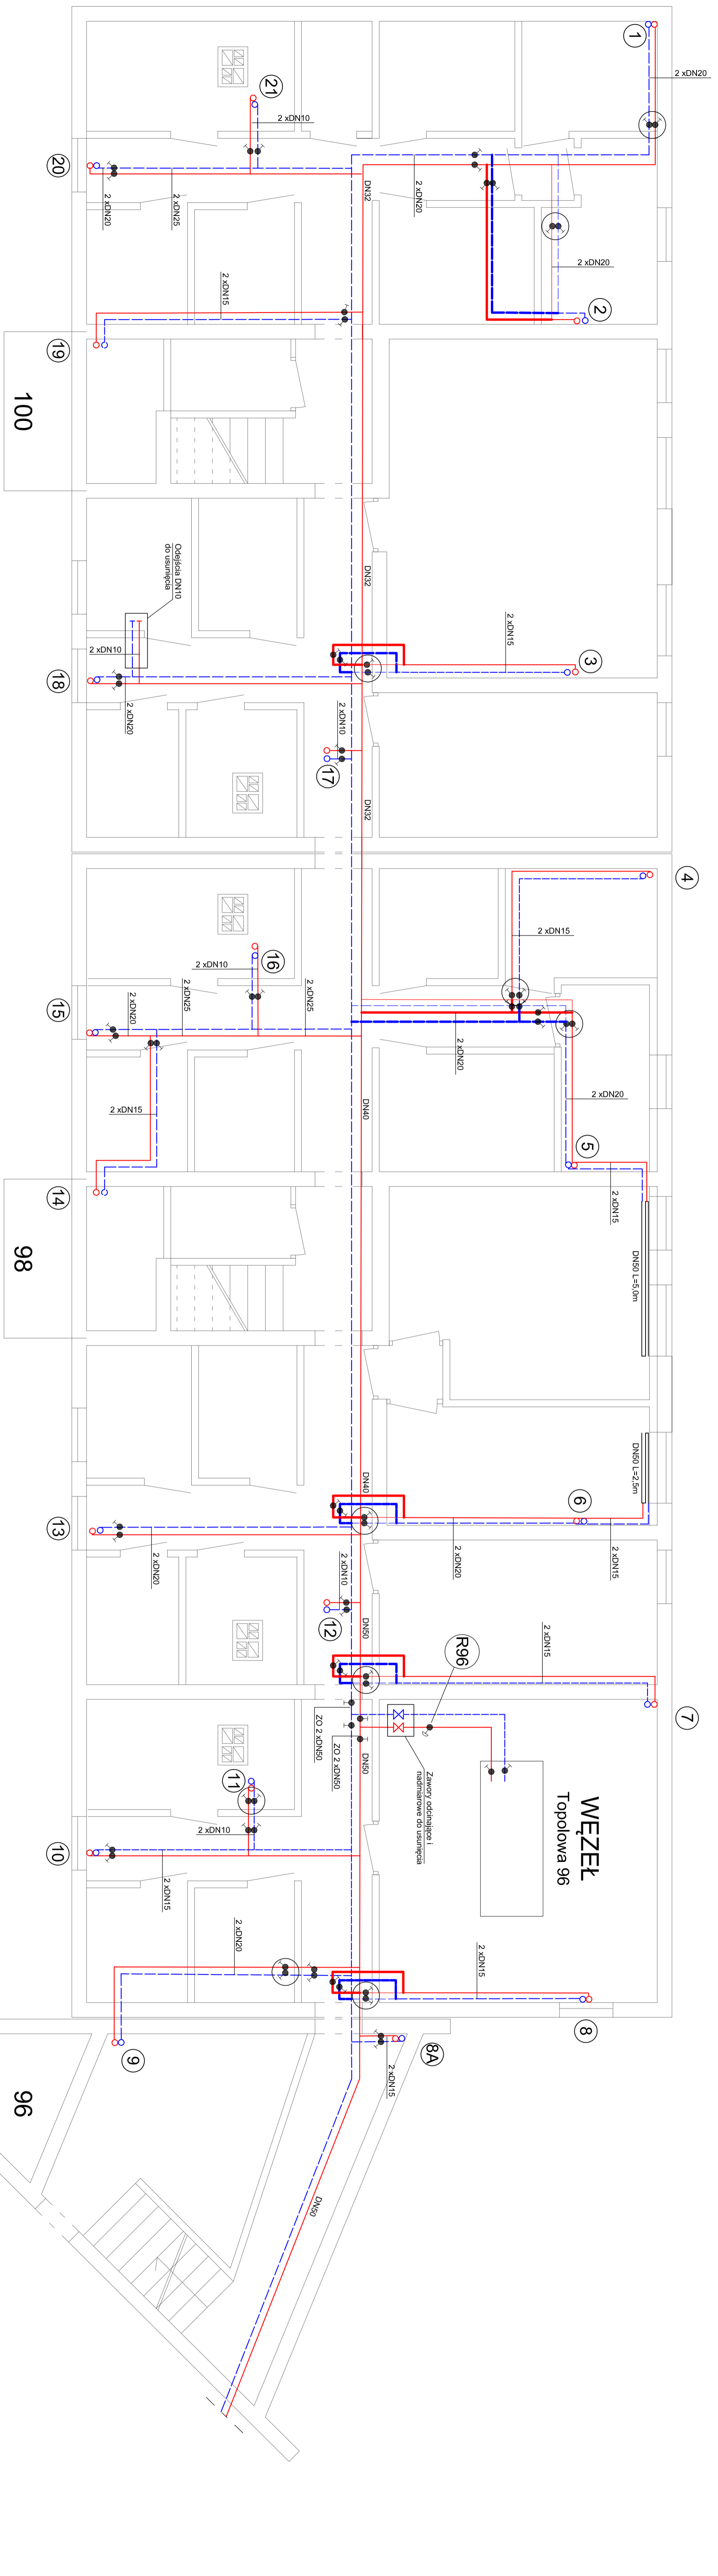 1
2 xDN20
21
2 xDN10
20
2 xDN20
2 xDN25
DN32
2 xDN20
2 xDN20
2
2 xDN15
19
100
DN32
Odejścia DN10
do usunięcia
2 xDN10
18
2 xDN20
2 xDN15
3
2 xDN10
17
DN32
4
2 xDN15
16
2 xDN10
15
2 xDN20
2 xDN25
2 xDN25
2 xDN20
2 xDN20
5
2 xDN15
2 xDN15
DN40
14
98
DN50 L=5,0m
DN50 L=2,5m
DN40
6
13
2 xDN20
2 xDN20
2 xDN15
2 xDN10
12
DN50
R96
2 xDN15
7
ZO 2 xDN50
ZO 2 xDN50
DN50
Zawory odcinające i
nadmiarowe do usunięcia
WĘZEŁ
Topolowa 96
11
2 xDN10
10
2 xDN15
2 xDN20
2 xDN15
8
9
8A
2 xDN15
96
DN50